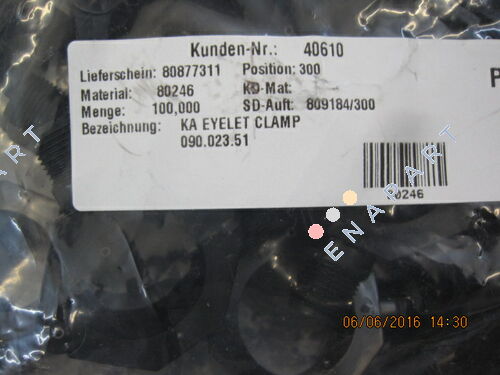 Kunden-Nr.: 40610
Lieferschein: 80877311 Position: 300
Material: 80246 KD-Mat:
Menge: 100,000 SD-Auft: 809184/300
Bezeichnung: KA EYELET CLAMP
090.023.51
P
0246
ENAPART
ENAPART
06/06/2016 14:30